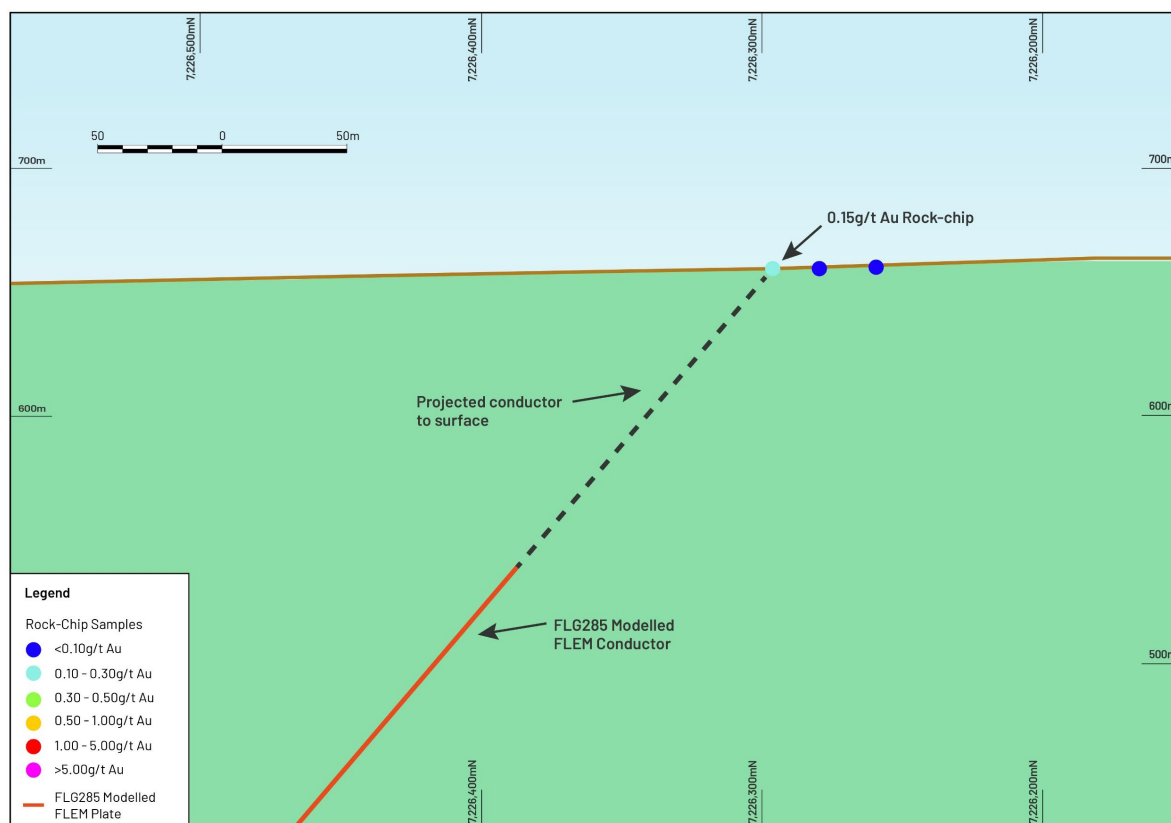 7,226,500mN
7,226,400mN
7,226,300mN
7,226,200mN
50 0 50m
700m
700m
0.15g/t Au Rock-chip
Projected conductor
to surface
600m
600m
FLG285 Modelled
FLEM Conductor
500m
Legend
Rock-Chip Samples
<0.10g/t Au
0.10 - 0.30g/t Au
0.30 - 0.50g/t Au
0.50 - 1.00g/t Au
1.00 - 5.00g/t Au
>5.00g/t Au
FLG285 Modelled
FLEM Plate
7,226,400mN
7,226,300mN
7,226,200mN